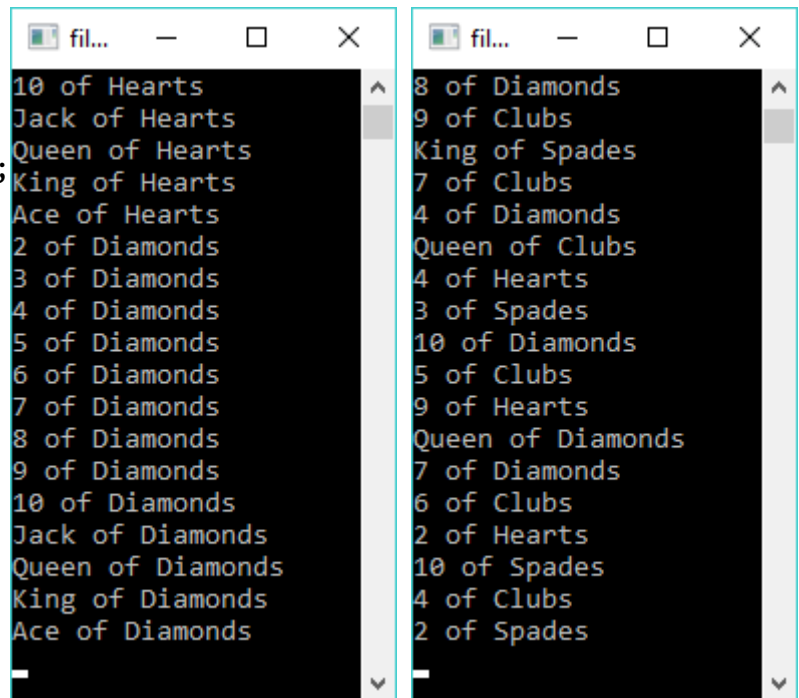 fil...
10 of Hearts
Jack of Hearts
Queen of Hearts
;
King of Hearts
Ace of Hearts
2 of Diamonds
3 of Diamonds
4 of Diamonds
5 of Diamonds
6 of Diamonds
7 of Diamonds
8 of Diamonds
9 of Diamonds
10 of Diamonds
Jack of Diamonds
Queen of Diamonds
King of Diamonds
Ace of Diamonds
fil...
8 of Diamonds
9 of Clubs
King of Spades
7 of Clubs
4 of Diamonds
Queen of Clubs
4 of Hearts
3 of Spades
10 of Diamonds
5 of Clubs
9 of Hearts
Queen of Diamonds
7 of Diamonds
6 of Clubs
2 of Hearts
10 of Spades
4 of Clubs
2 of Spades